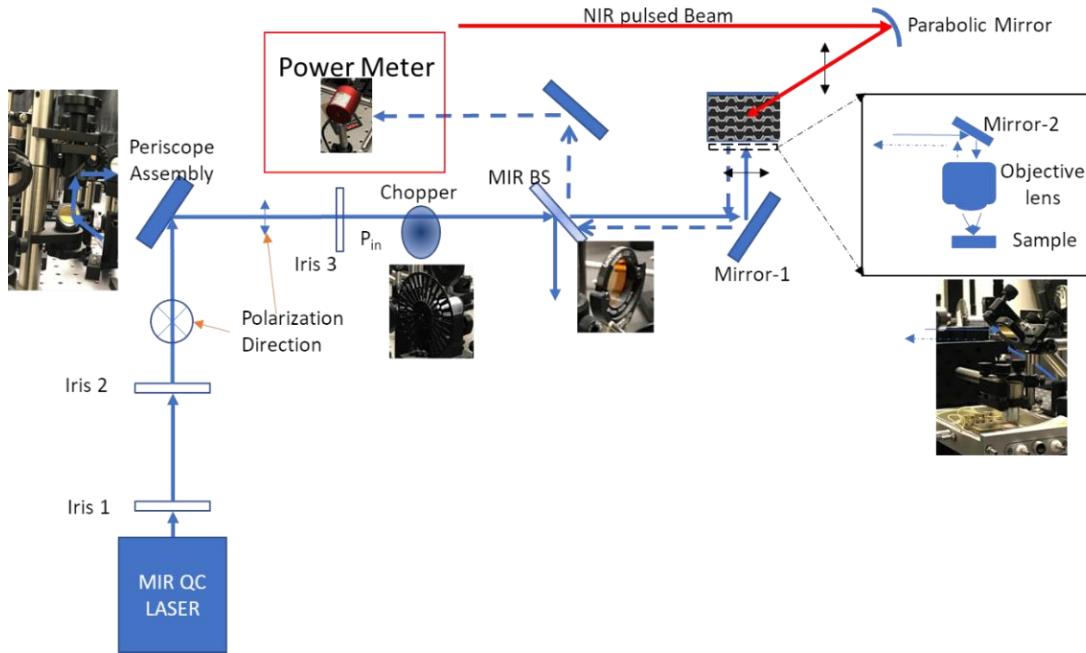 NIR pulsed Beam
Parabolic Mirror
Power Meter
Periscope
Assembly
Chopper
MIR BS
Mirror-2
Objective
lens
Sample
Iris 3
Pin
Mirror-1
Polarization
Direction
Iris 2
Iris 1
MIR QC
LASER